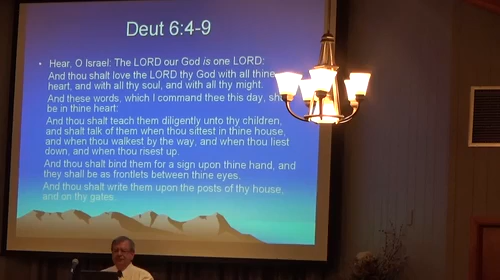 Deut 6:4-9
• Hear, O Israel: The LORD our God is one LORD:
And thou shalt love the LORD thy God with all thine
heart, and with all thy soul, and with all thy might.
And these words, which I command thee this day,
be in thine heart:
And thou shalt teach them diligently unto thy children,
and shalt talk of them when thou sittest in thine house,
and when thou walkest by the way, and when thou liest
down, and when thou risest up.
And thou shalt bind them for a sign upon thine hand, and
they shall be as frontlets between thine eyes.
And thou shalt write them upon the posts of thy house,
and on thy gates.